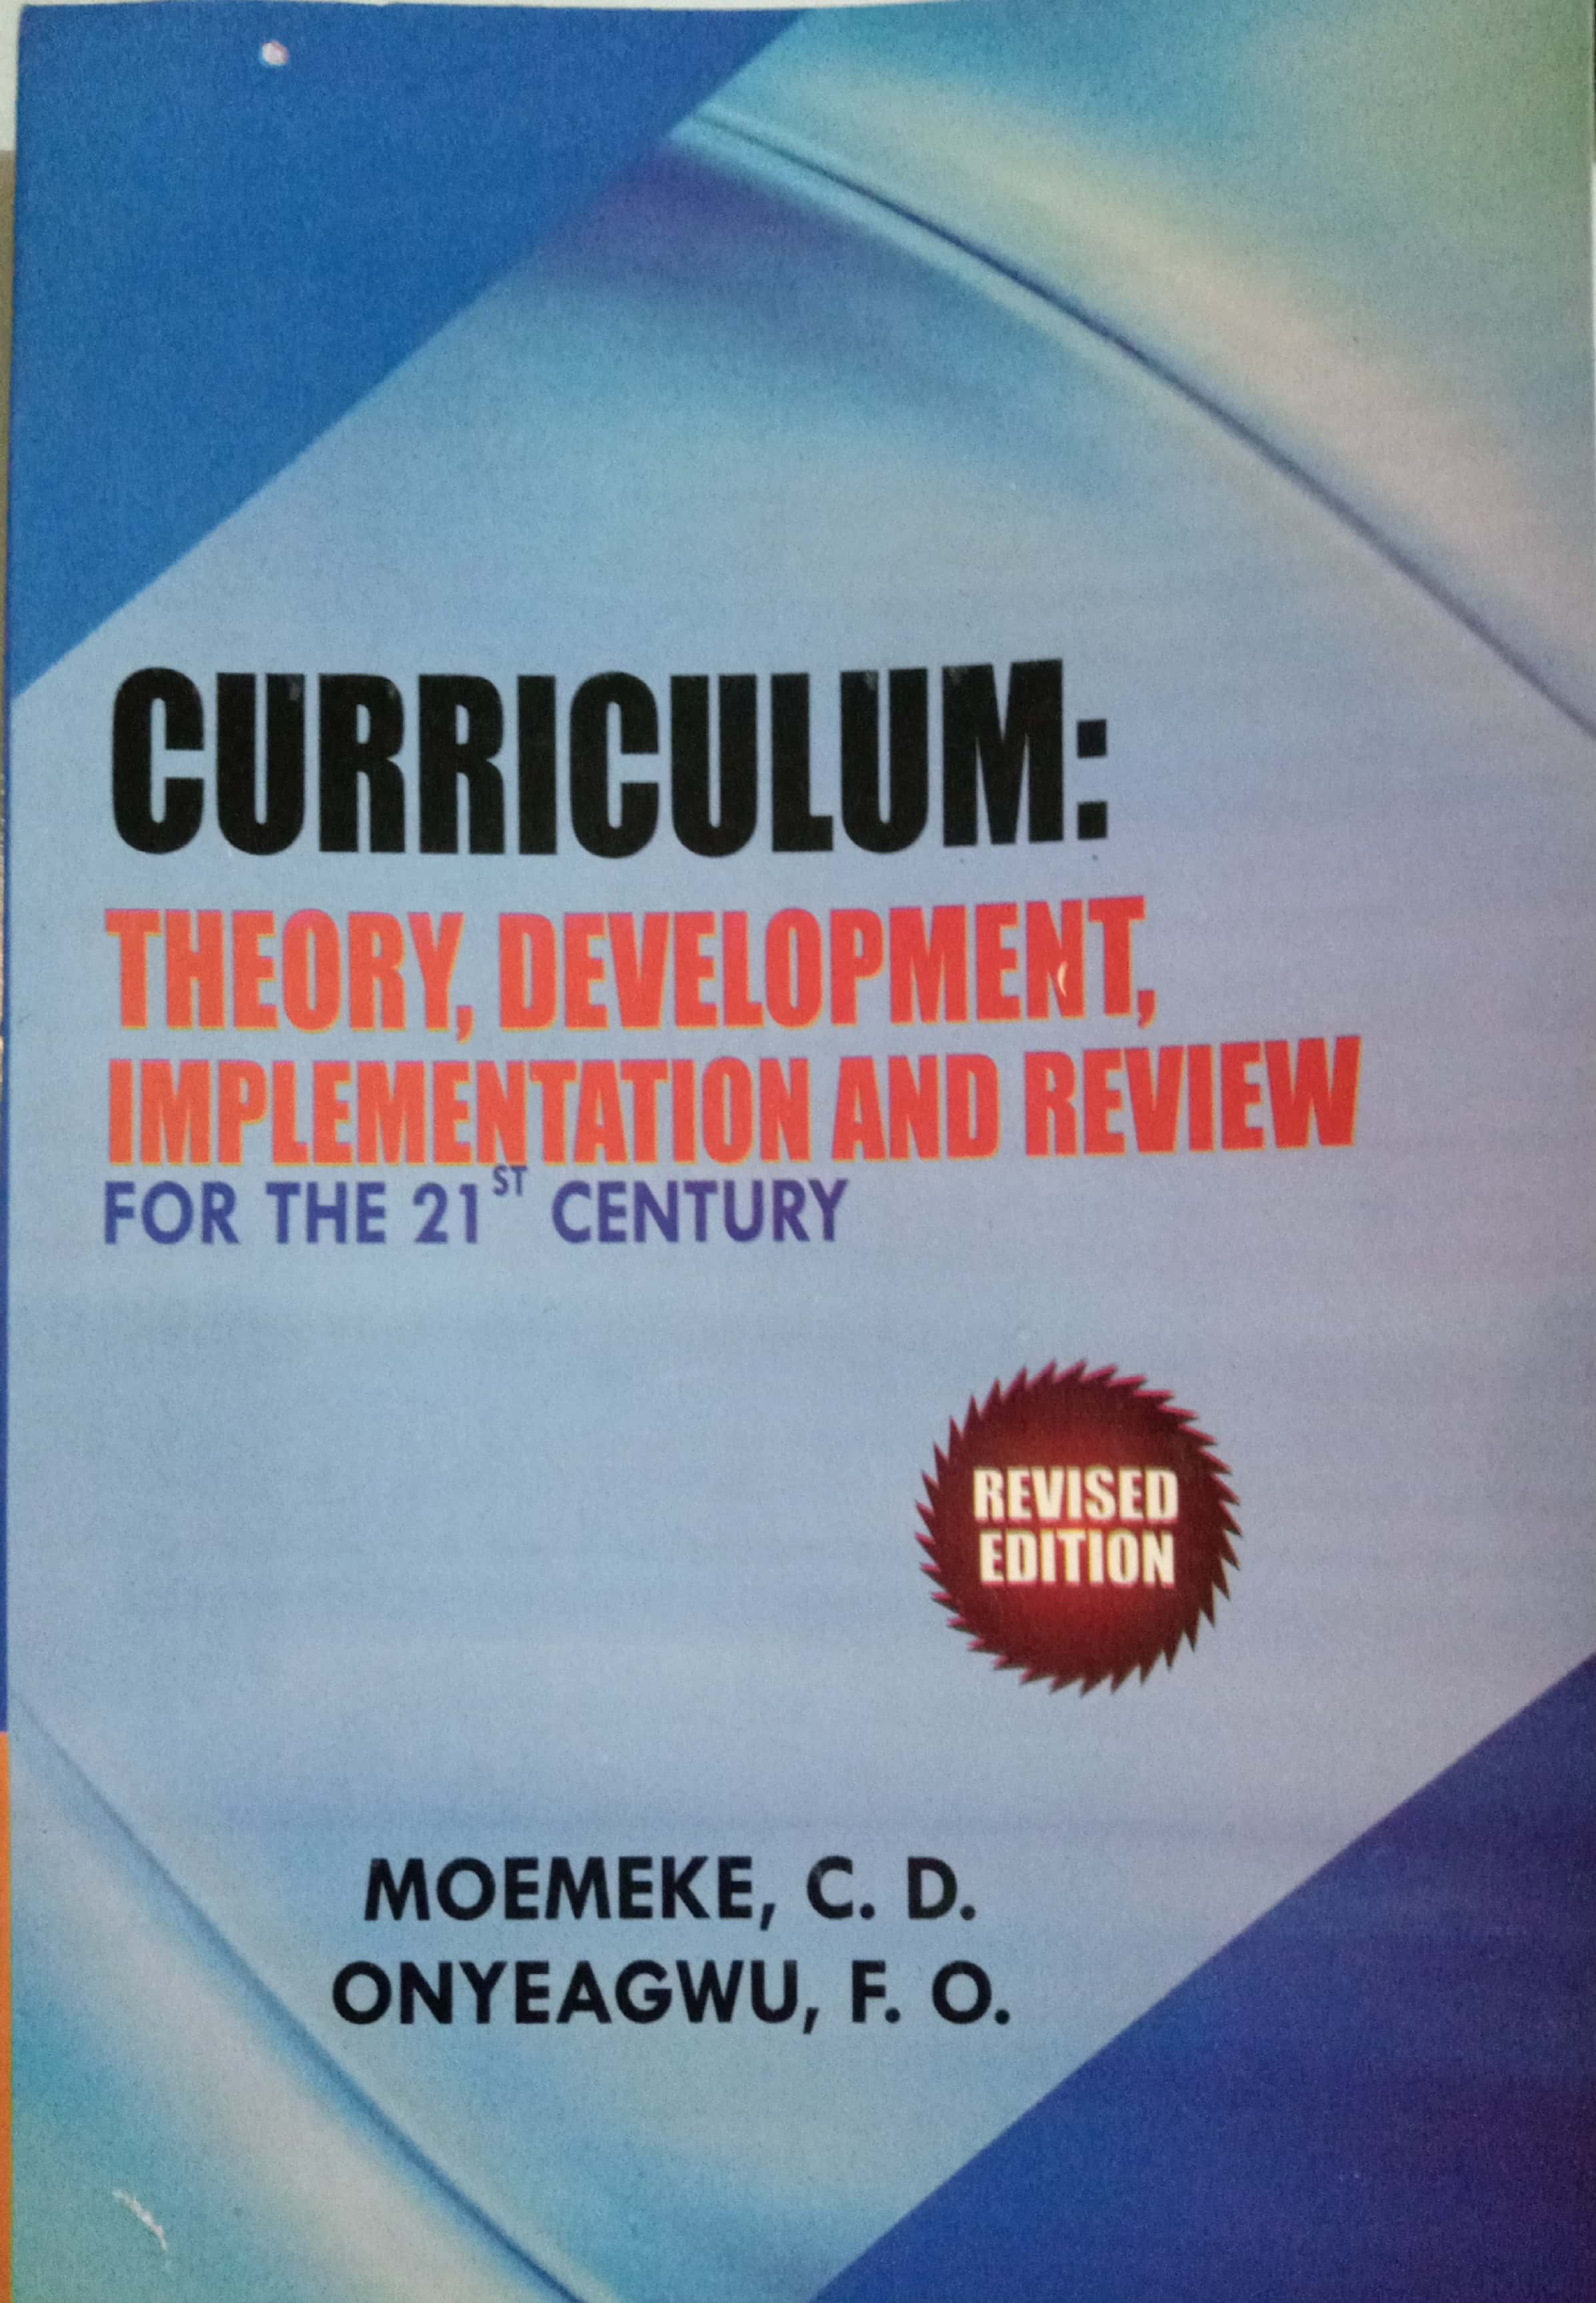 CURRICULUM:
THEORY, DEVELOPMENT,
IMPLEMENTATION AND REVIEW
FOR THE 21ST CENTURY
REVISED
EDITION
MOEMEKE, C. D.
ONYEAGWU, F. O.